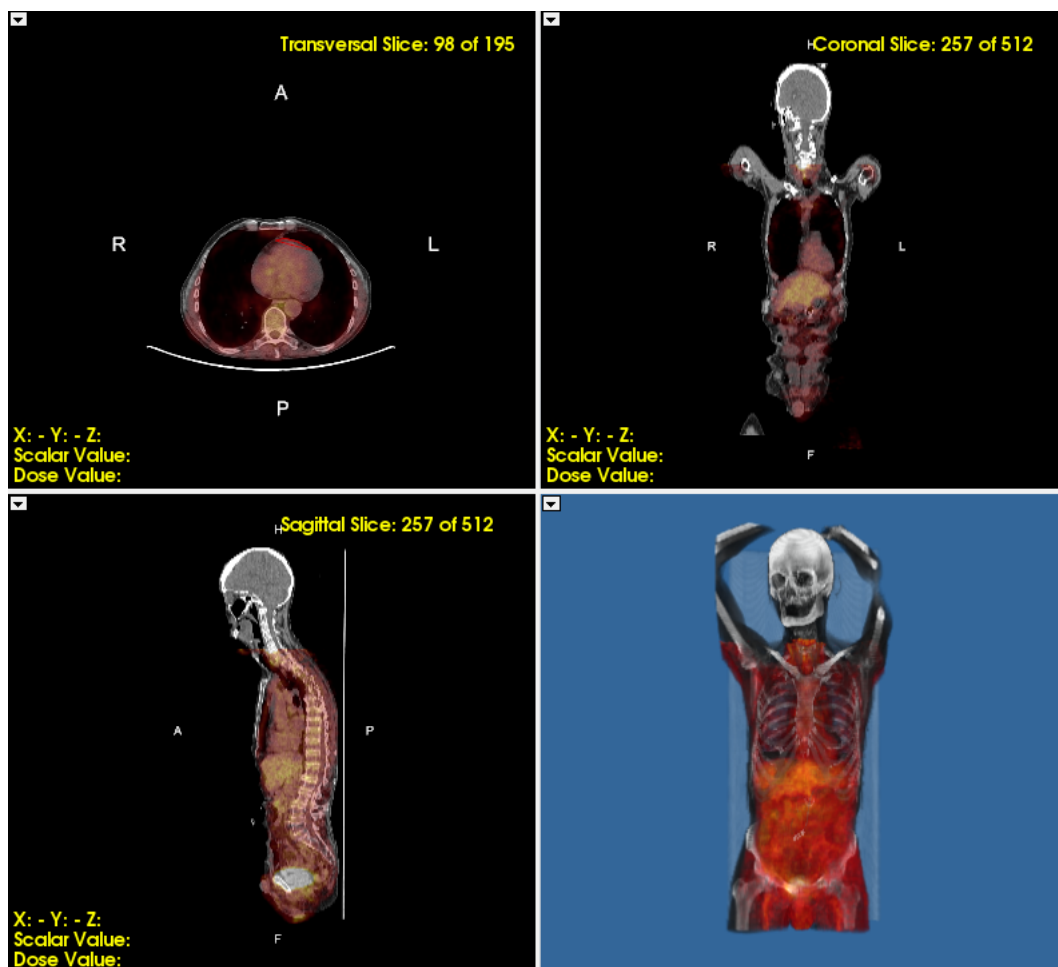 Transversal Slice: 98 of 195
A
R
L
P
X: - Y: - Z:
Scalar Value:
Dose Value:
H
Coronal Slice: 257 of 512
R
L
X: - Y: - Z:
Scalar Value:
Dose Value:
F
H
Sagittal Slice: 257 of 512
A
P
X: - Y: - Z:
Scalar Value:
Dose Value:
F